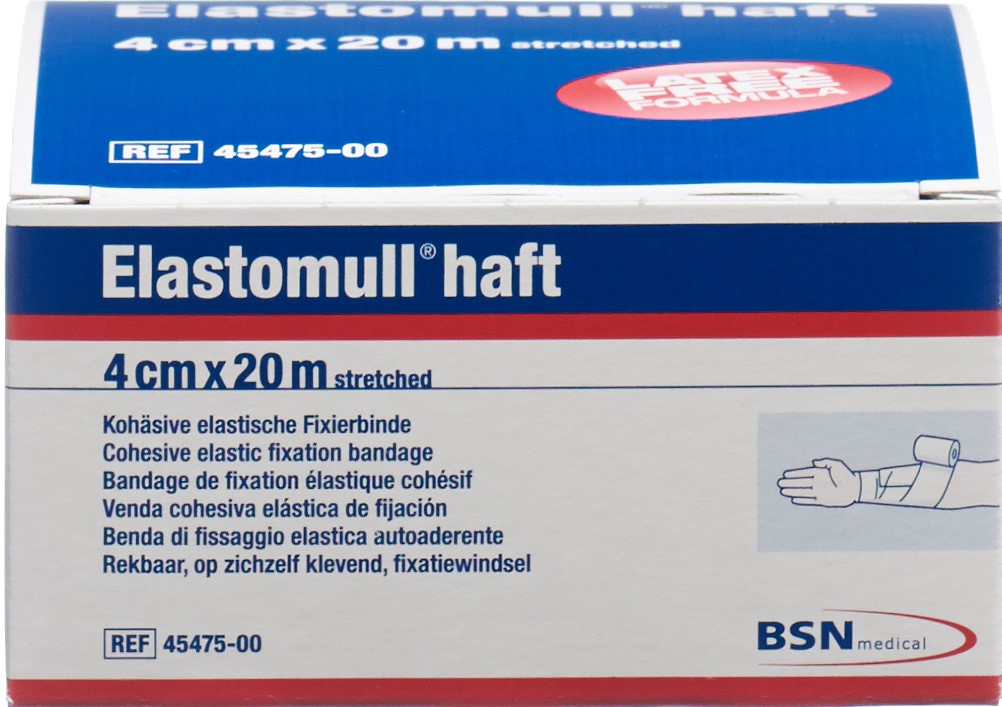 Elastomull® haft
4 cm x 20 m stretched
LATEX
FREE
FORMULA
REF 45475-00
Elastomull® haft
4 cm x 20 m stretched
Kohäsive elastische Fixierbinde
Cohesive elastic fixation bandage
Bandage de fixation élastique cohésif
Venda cohesiva elástica de fijación
Benda di fissaggio elastica autoaderente
Rekbaar, op zichzelf klevend, fixatiewindsel
REF 45475-00
BSN medical